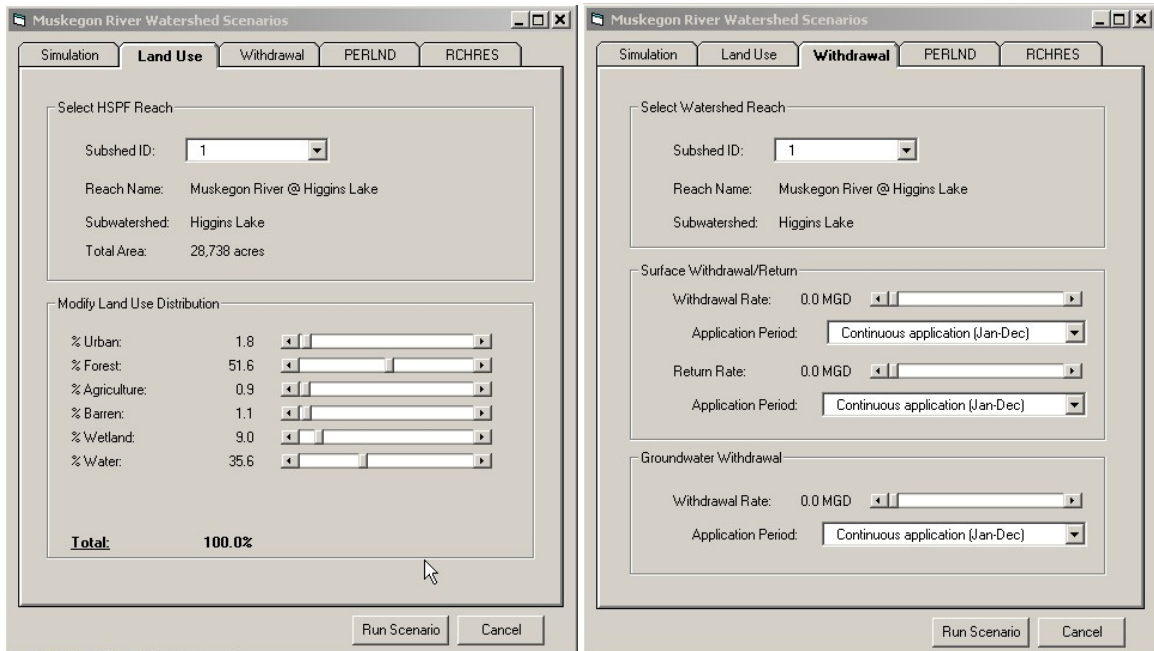 Muskegon River Watershed Scenarios
Simulation Land Use Withdrawal PERLND RCHRES
Select HSPF Reach
Subshed ID: 1
Reach Name: Muskegon River @ Higgins Lake
Subwatershed: Higgins Lake
Total Area: 28,738 acres
Modify Land Use Distribution
% Urban: 1.8
% Forest: 51.6
% Agriculture: 0.9
% Barren: 1.1
% Wetland: 9.0
% Water: 35.6
Total: 100.0%
Run Scenario Cancel
Muskegon River Watershed Scenarios
Simulation Land Use Withdrawal PERLND RCHRES
Select Watershed Reach
Subshed ID: 1
Reach Name: Muskegon River @ Higgins Lake
Subwatershed: Higgins Lake
Surface Withdrawal/Return
Withdrawal Rate: 0.0 MGD
Application Period: Continuous application (Jan-Dec)
Return Rate: 0.0 MGD
Application Period: Continuous application (Jan-Dec)
Groundwater Withdrawal
Withdrawal Rate: 0.0 MGD
Application Period: Continuous application (Jan-Dec)
Run Scenario Cancel